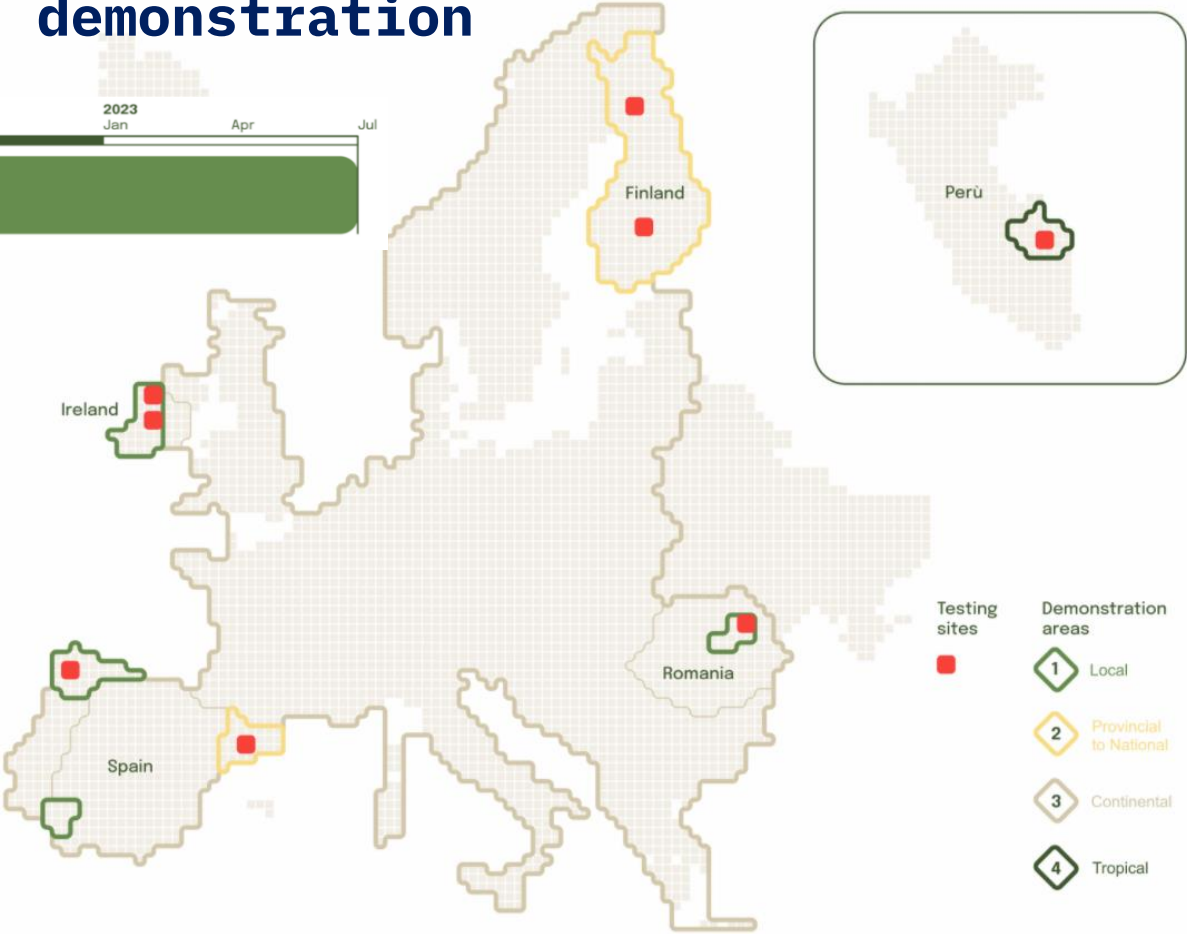 demonstration
2023
Jan Apr Jul
Finland
Perù
Ireland
Romania
Spain
Testing
sites
Demonstration
areas
1 Local
2 Provincial
to National
3 Continental
4 Tropical